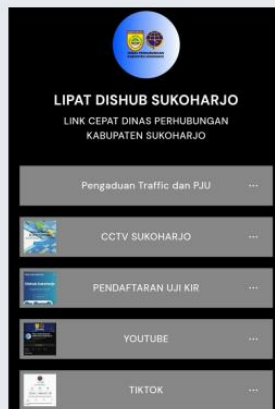 LIPAT DISHUB SUKOHARJO
LINK CEPAT DINAS PERHUBUNGAN
KABUPATEN SUKOHARJO
Pengaduan Traffic dan PJU
CCTV SUKOHARJO
PENDAFTARAN UJI KIR
YOUTUBE
TIKTOK